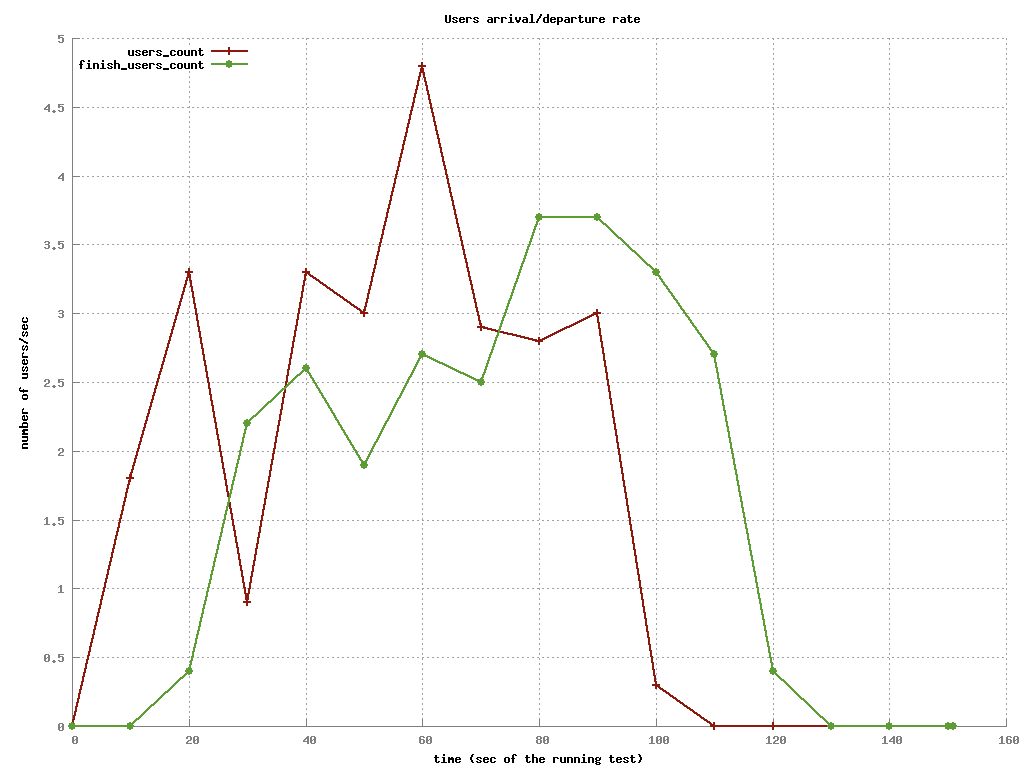 Users arrival/departure rate
users_count
finish_users_count
5
4.5
4
3.5
3
2.5
2
1.5
1
0.5
0
number of users/sec
0 20 40 60 80 100 120 140 160
time (sec of the running test)